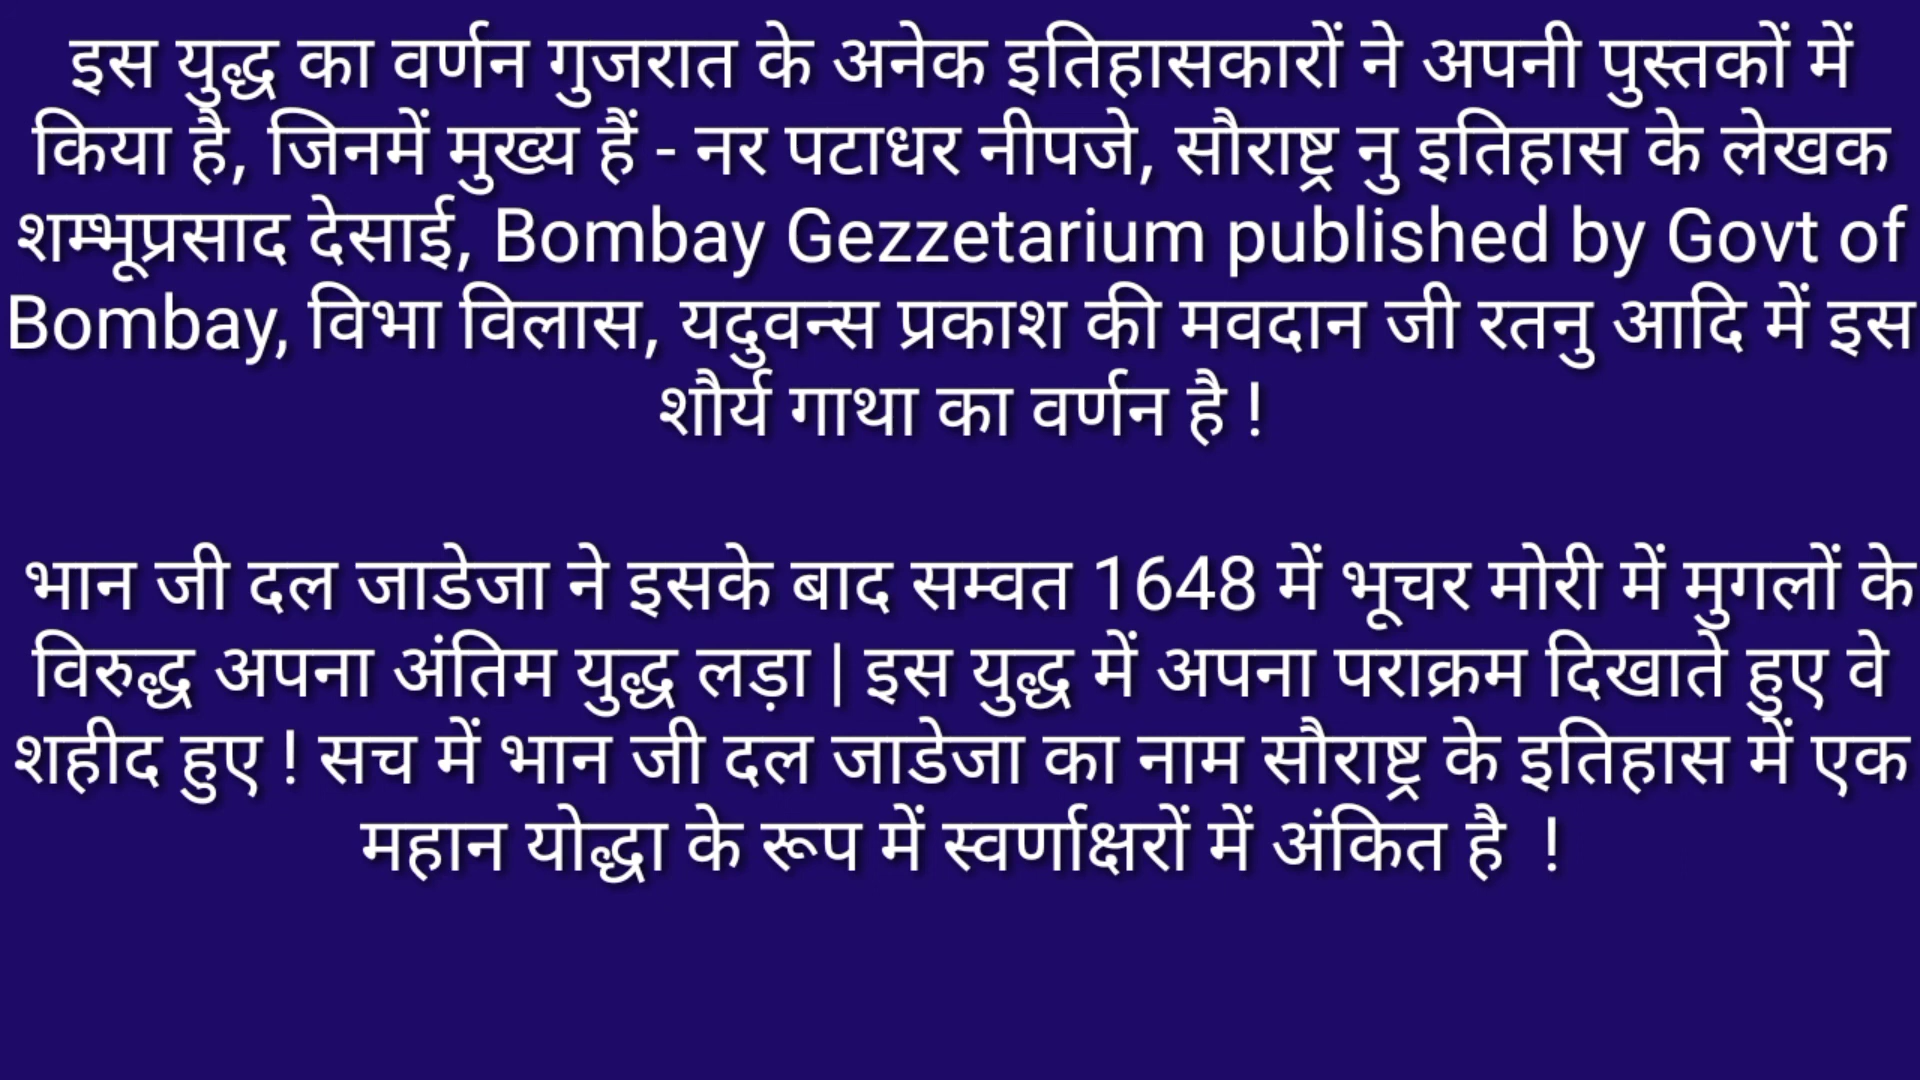 इस युद्ध का वर्णन गुजरात के अनेक इतिहासकारों ने अपनी पुस्तकों में
किया है, जिनमें मुख्य हैं - नर पटाधर नीपजे, सौराष्ट्र नु इतिहास के लेखक
शम्भूप्रसाद देसाई, Bombay Gezzetarium published by Govt of
Bombay, विभा विलास, यदुवन्स प्रकाश की मवदान जी रतनु आदि में इस
शौर्य गाथा का वर्णन है !
भान जी दल जाडेजा ने इसके बाद सम्वत 1648 में भूचर मोरी में मुगलों के
विरुद्ध अपना अंतिम युद्ध लड़ा | इस युद्ध में अपना पराक्रम दिखाते हुए वे
शहीद हुए ! सच में भान जी दल जाडेजा का नाम सौराष्ट्र के इतिहास में एक
महान योद्धा के रूप में स्वर्णाक्षरों में अंकित है  !